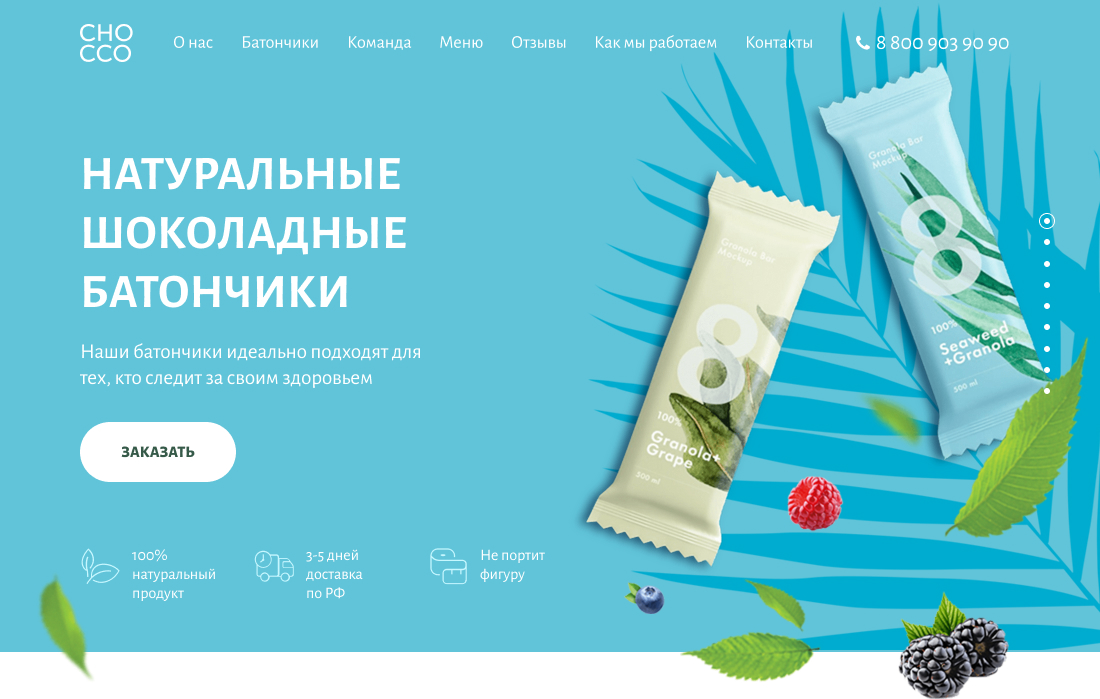 CHO
CCO
О нас
Батончики
Команда
Меню
Отзывы
Как мы работаем
Контакты
8 800 903 90 90
НАТУРАЛЬНЫЕ
ШОКОЛАДНЫЕ
БАТОНЧИКИ
Наши батончики идеально подходят для
тех, кто следит за своим здоровьем
ЗАКАЗАТЬ
100%
натуральный
продукт
3-5 дней
доставка
по РФ
Не портит
фигуру
Granola Bar
Mockup
8
100%
Granola+
Grape
500 ml
Granola Bar
Mockup
8
100%
Seaweed
+Granola
500 ml